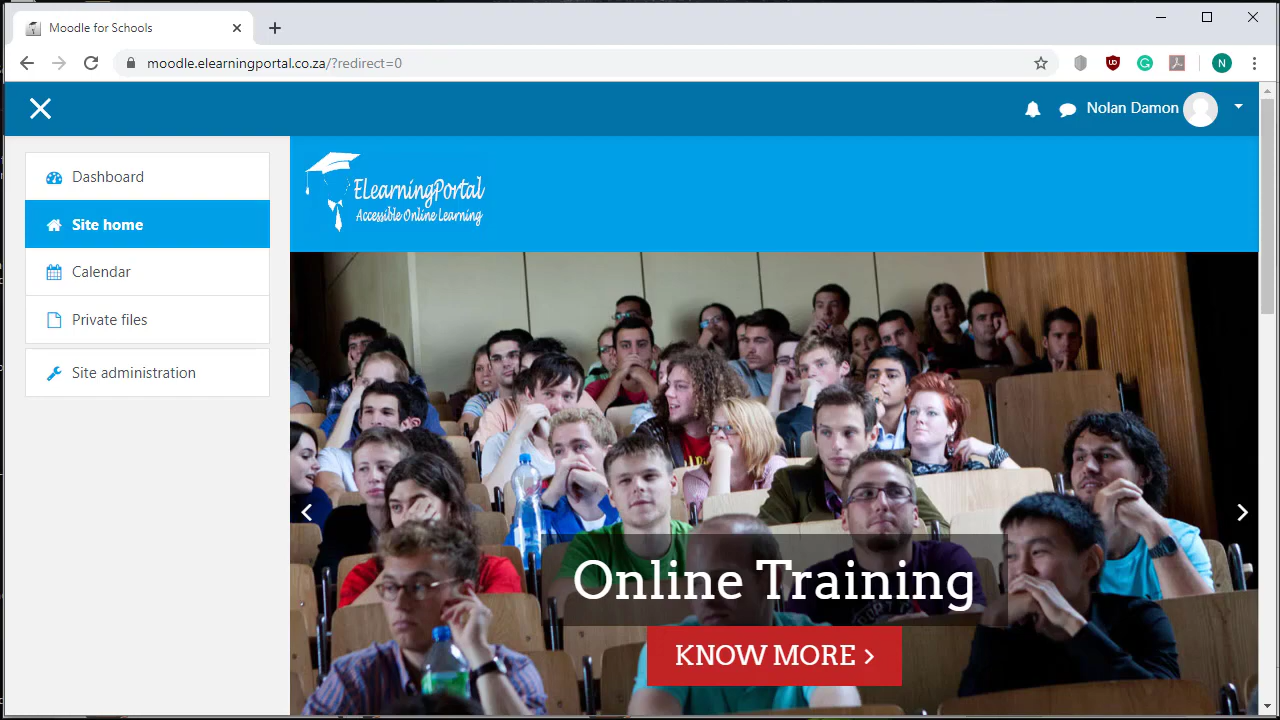 Moodle for Schools
moodle.elearningportal.co.za/?redirect=0
Nolan Damon
Dashboard
Site home
Calendar
Private files
Site administration
ElearningPortal
Accessible Online Learning
Online Training
KNOW MORE >